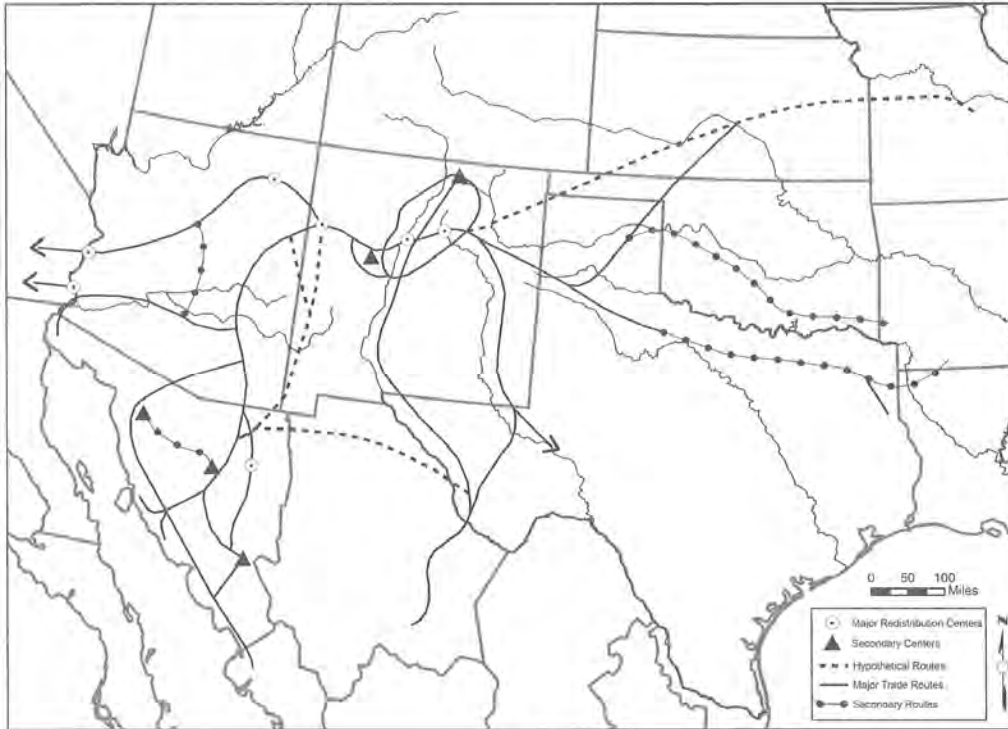 0 50 100
Miles
Major Redistribution Centers
Secondary Centers
Hypothetical Routes
Major Trade Routes
Secondary Routes
N